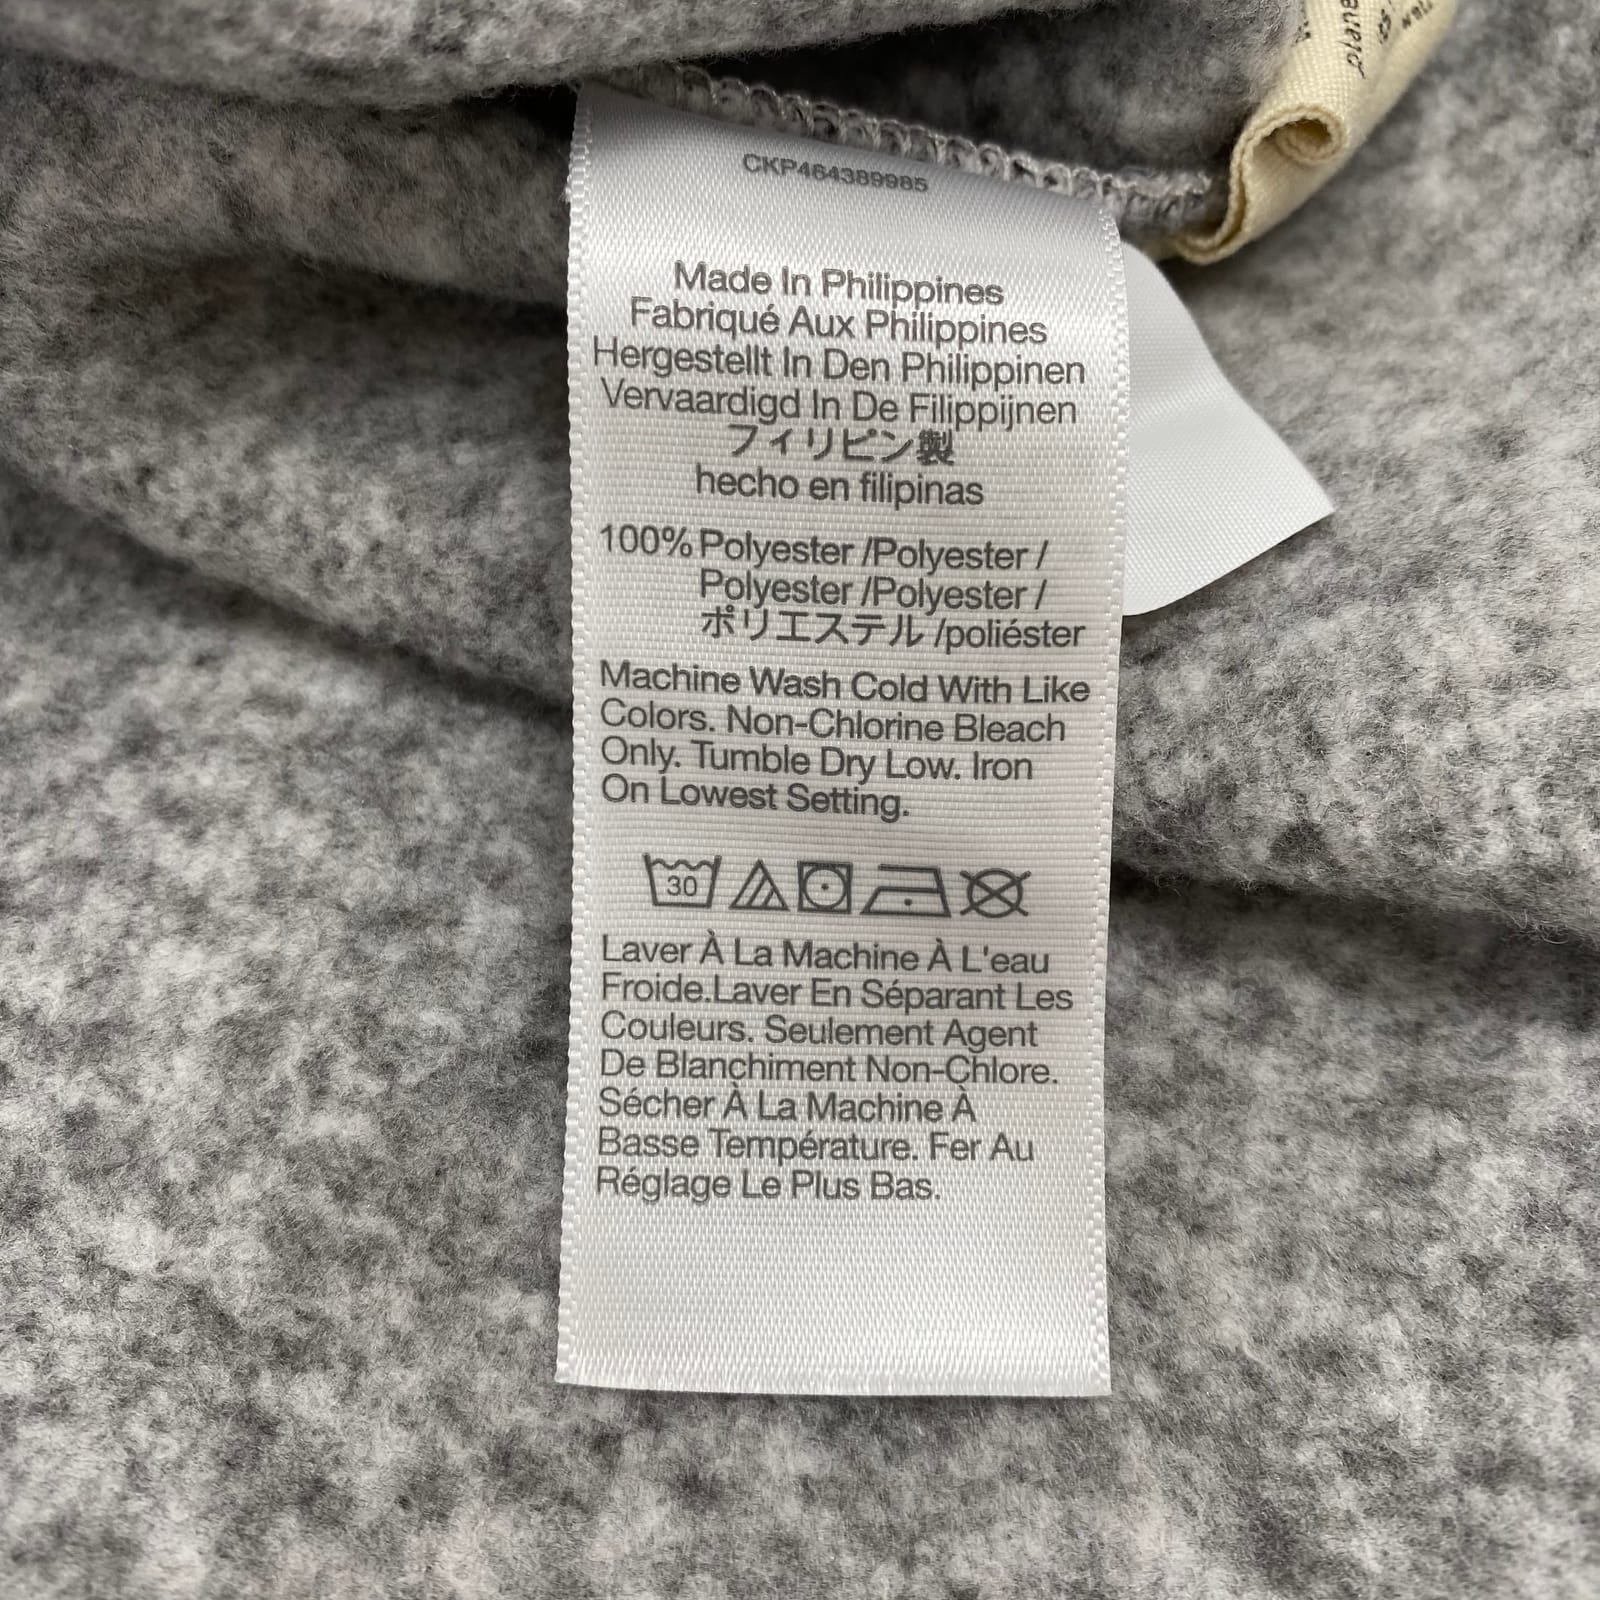 CKP464389985
Made In Philippines
Fabriqué Aux Philippines
Hergestellt In Den Philippinen
Vervaardigd In De Filippijnen
フィリピン製
hecho en filipinas
100% Polyester /Polyester /
Polyester /Polyester /
ポリエステル /poliéster
Machine Wash Cold With Like
Colors. Non-Chlorine Bleach
Only. Tumble Dry Low. Iron
On Lowest Setting.
30
Laver À La Machine À L'eau
Froide.Laver En Séparant Les
Couleurs. Seulement Agent
De Blanchiment Non-Chlore.
Sécher À La Machine À
Basse Température. Fer Au
Réglage Le Plus Bas.